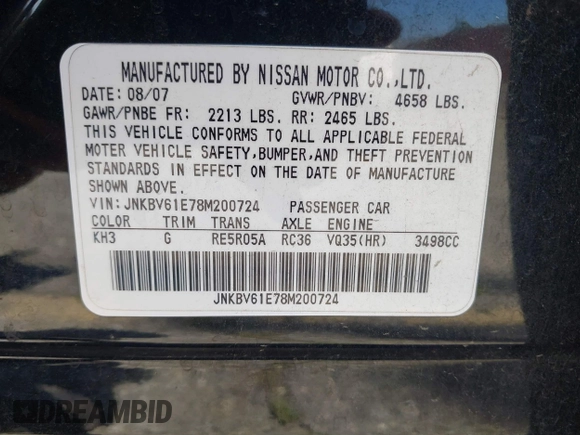 MANUFACTURED BY NISSAN MOTOR CO.,LTD.
DATE: 08/07 GVWR/PNBV: 4658 LBS.
GAWR/PNBE FR: 2213 LBS. RR: 2465 LBS.
THIS VEHICLE CONFORMS TO ALL APPLICABLE FEDERAL
MOTER VEHICLE SAFETY,BUMPER,AND THEFT PREVENTION
STANDARDS IN EFFECT ON THE DATE OF MANUFACTURE
SHOWN ABOVE.
VIN: JNKBV61E78M200724 PASSENGER CAR
COLOR TRIM TRANS AXLE ENGINE
KH3 G RE5R05A RC36 VQ35(HR) 3498CC
JNKBV61E78M200724
DREAMBID